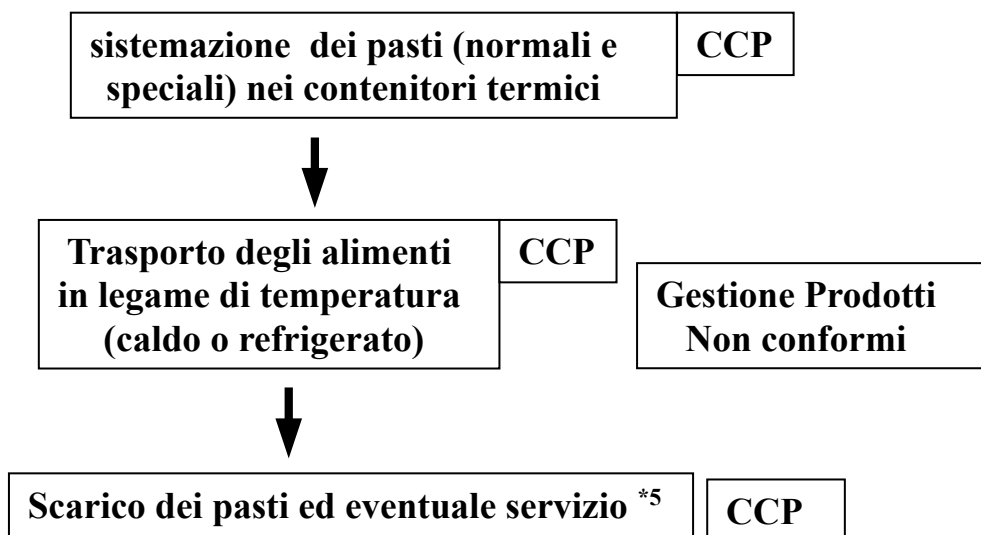 sistemazione dei pasti (normali e
speciali) nei contenitori termici
CCP
Trasporto degli alimenti
in legame di temperatura
(caldo o refrigerato)
CCP
Gestione Prodotti
Non conformi
Scarico dei pasti ed eventuale servizio *5
CCP